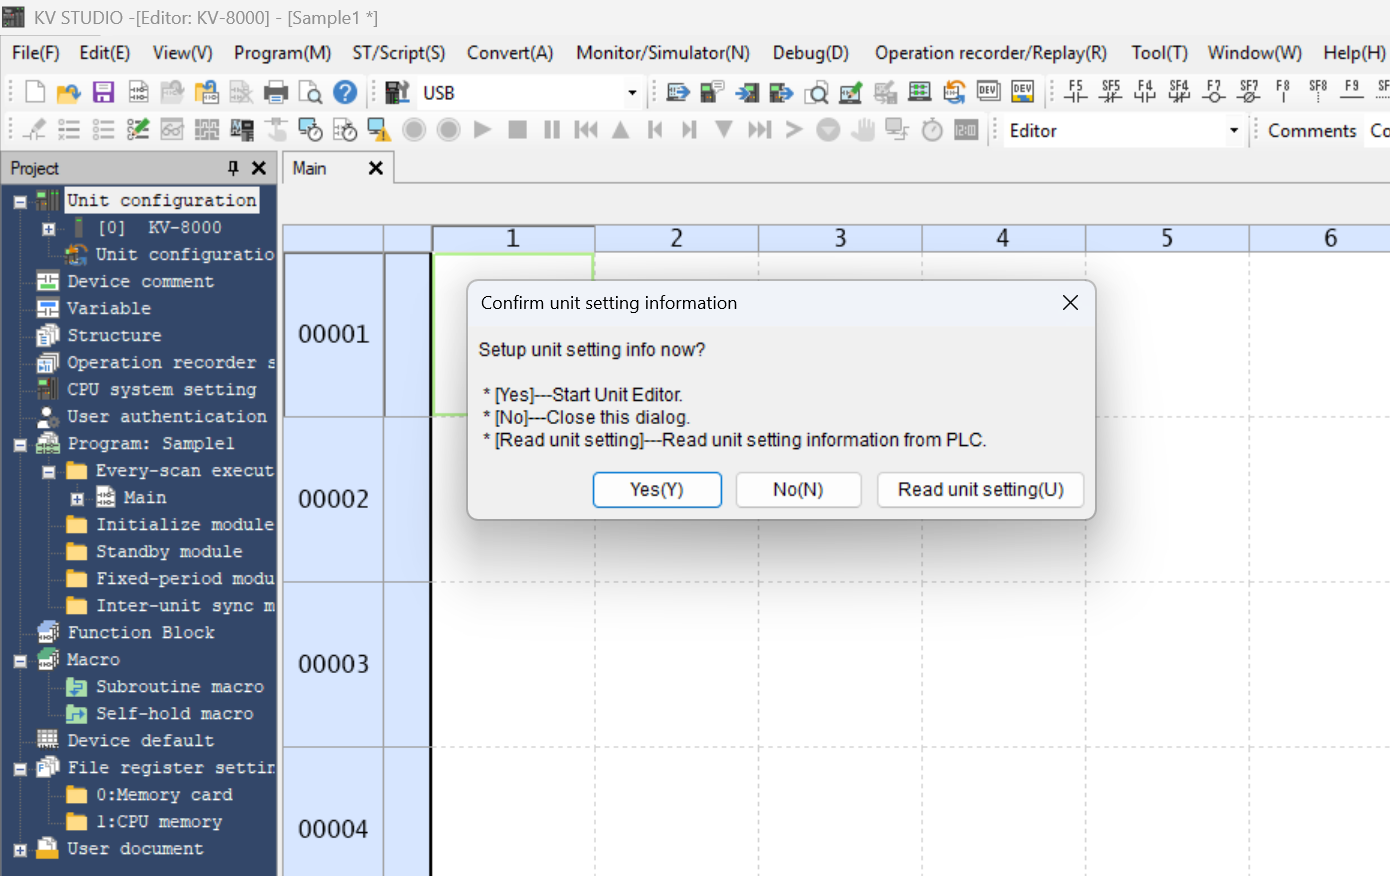 KV STUDIO -[Editor: KV-8000] - [Sample1 *]
File(F) Edit(E) View(V) Program(M) ST/Script(S) Convert(A) Monitor/Simulator(N) Debug(D) Operation recorder/Replay(R) Tool(T) Window(W) Help(H)
USB DEV DEV F5 SF5 F4 SF4 F7 SF7 F8 SF8 F9 SF
Editor Comments Co
Project
Main
Unit configuration
[0] KV-8000
Unit configuratio
Device comment
Variable
Structure
Operation recorder s
CPU system setting
User authentication
Program: Sample1
Every-scan execut
Main
Initialize module
Standby module
Fixed-period modu
Inter-unit sync m
Function Block
Macro
Subroutine macro
Self-hold macro
Device default
File register settin
0:Memory card
1:CPU memory
User document
1 2 3 4 5 6
00001
00002
00003
00004
Confirm unit setting information
Setup unit setting info now?
* [Yes]---Start Unit Editor.
* [No]---Close this dialog.
* [Read unit setting]---Read unit setting information from PLC.
Yes(Y) No(N) Read unit setting(U)